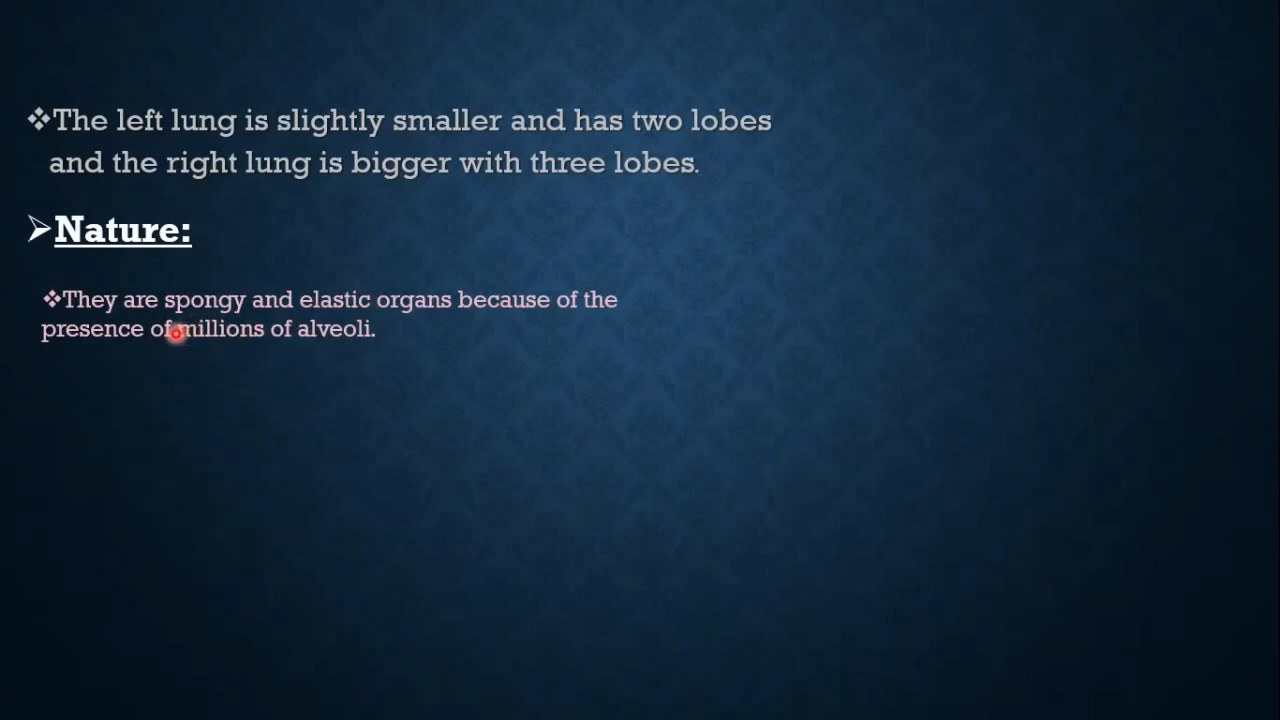 ❖The left lung is slightly smaller and has two lobes
and the right lung is bigger with three lobes.
➢Nature:
❖They are spongy and elastic organs because of the
presence of millions of alveoli.